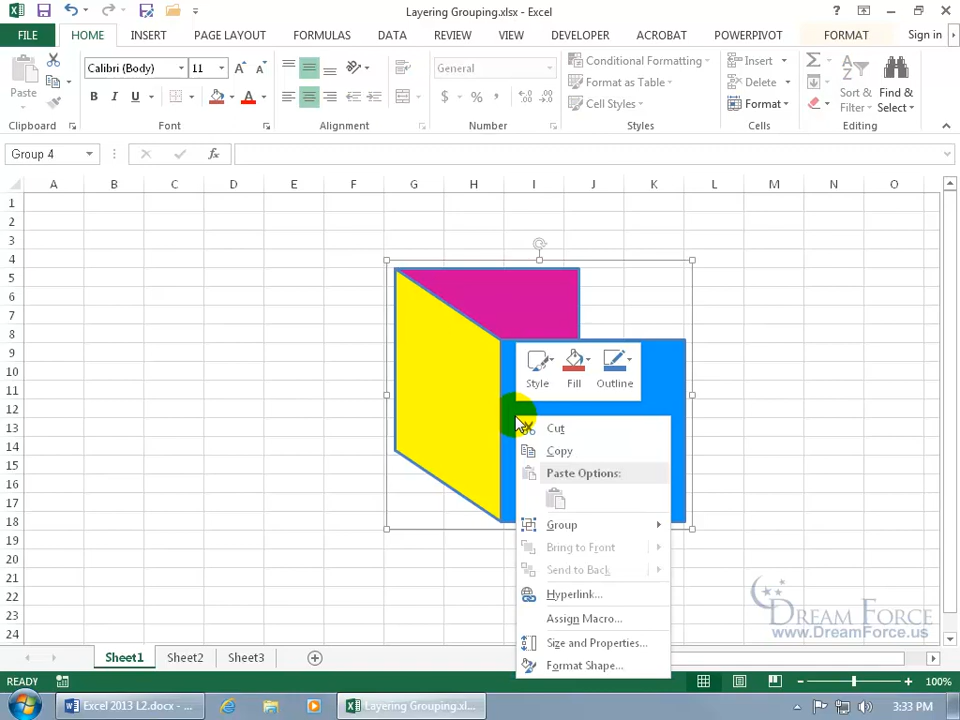 Layering Grouping.xlsx - Excel
FILE HOME INSERT PAGE LAYOUT FORMULAS DATA REVIEW VIEW DEVELOPER ACROBAT POWERPIVOT FORMAT Sign in
Calibri (Body) 11 General Conditional Formatting Insert
Paste Format as Table Delete Sort & Find &
B I U A $ % , Cell Styles Format Filter Select
Clipboard Font Alignment Number Styles Cells Editing
Group 4 fx
A B C D E F G H I J K L M N O
1
2
3
4
5
6
7
8
9
10
11
12
13
14
15
16
17
18
19
20
21
22
23
24
Style Fill Outline
Cut
Copy
Paste Options:
Group
Bring to Front
Send to Back
Hyperlink...
Assign Macro...
Size and Properties...
Format Shape...
DREAM FORCE
www.DreamForce.us
Sheet1 Sheet2 Sheet3
READY 100%
Excel 2013 L2.docx - ... Layering Grouping.xl... 3:33 PM